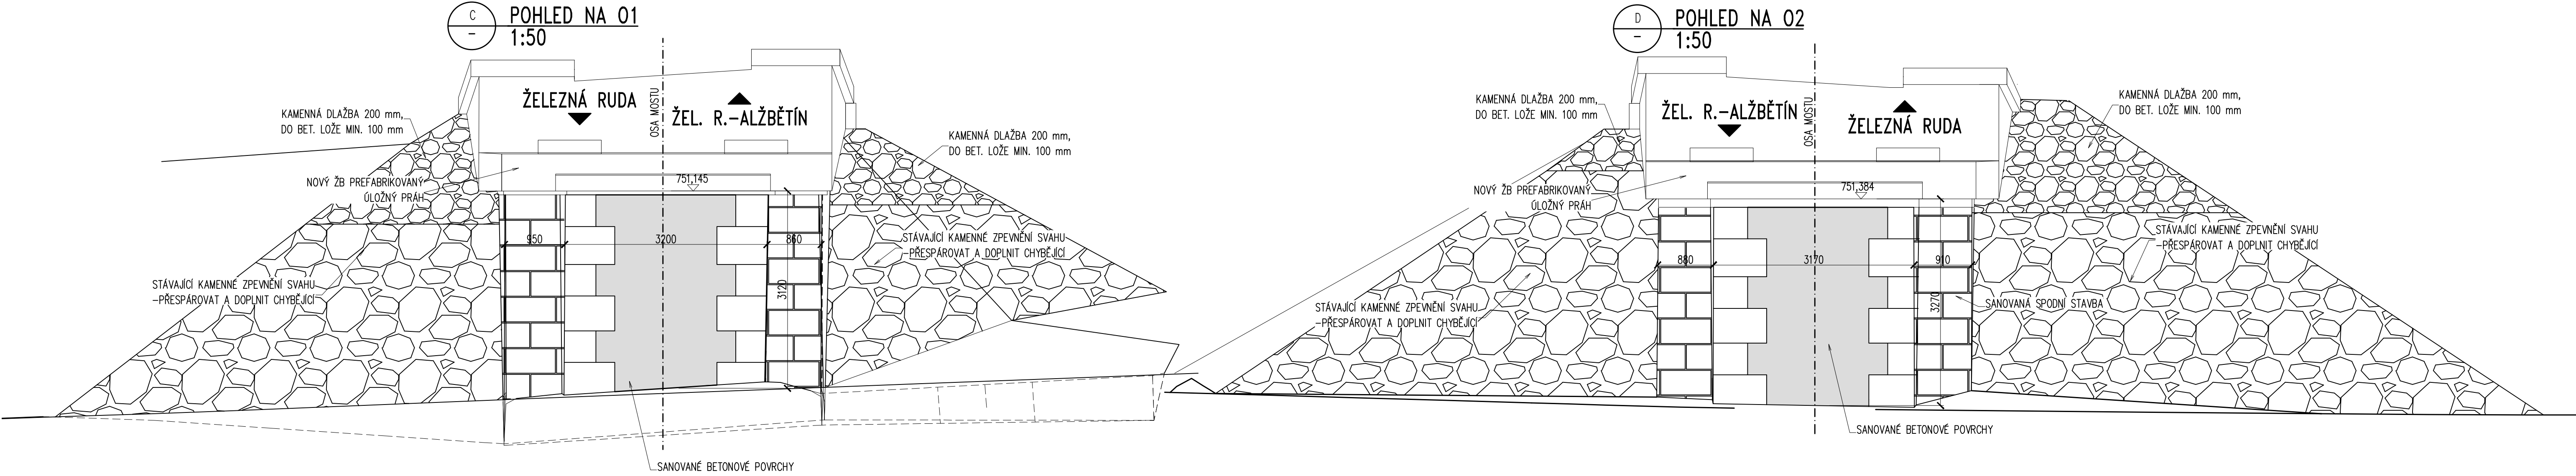 C
–
POHLED NA O1
1:50
OSA MOSTU
ŽELEZNÁ RUDA
ŽEL. R.-ALŽBĚTÍN
KAMENNÁ DLAŽBA 200 mm,
DO BET. LOŽE MIN. 100 mm
KAMENNÁ DLAŽBA 200 mm,
DO BET. LOŽE MIN. 100 mm
NOVÝ ŽB PREFABRIKOVANÝ
ÚLOŽNÝ PRÁH
751,145
950
3200
860
3120
STÁVAJÍCÍ KAMENNÉ ZPEVNĚNÍ SVAHU
-PŘESPÁROVAT A DOPLNIT CHYBĚJÍCÍ
STÁVAJÍCÍ KAMENNÉ ZPEVNĚNÍ SVAHU
-PŘESPÁROVAT A DOPLNIT CHYBĚJÍCÍ
SANOVANÉ BETONOVÉ POVRCHY
D
–
POHLED NA O2
1:50
OSA MOSTU
ŽEL. R.-ALŽBĚTÍN
ŽELEZNÁ RUDA
KAMENNÁ DLAŽBA 200 mm,
DO BET. LOŽE MIN. 100 mm
KAMENNÁ DLAŽBA 200 mm,
DO BET. LOŽE MIN. 100 mm
NOVÝ ŽB PREFABRIKOVANÝ
ÚLOŽNÝ PRÁH
751,384
880
3170
910
3270
STÁVAJÍCÍ KAMENNÉ ZPEVNĚNÍ SVAHU
-PŘESPÁROVAT A DOPLNIT CHYBĚJÍCÍ
STÁVAJÍCÍ KAMENNÉ ZPEVNĚNÍ SVAHU
-PŘESPÁROVAT A DOPLNIT CHYBĚJÍCÍ
SANOVANÁ SPODNÍ STAVBA
SANOVANÉ BETONOVÉ POVRCHY